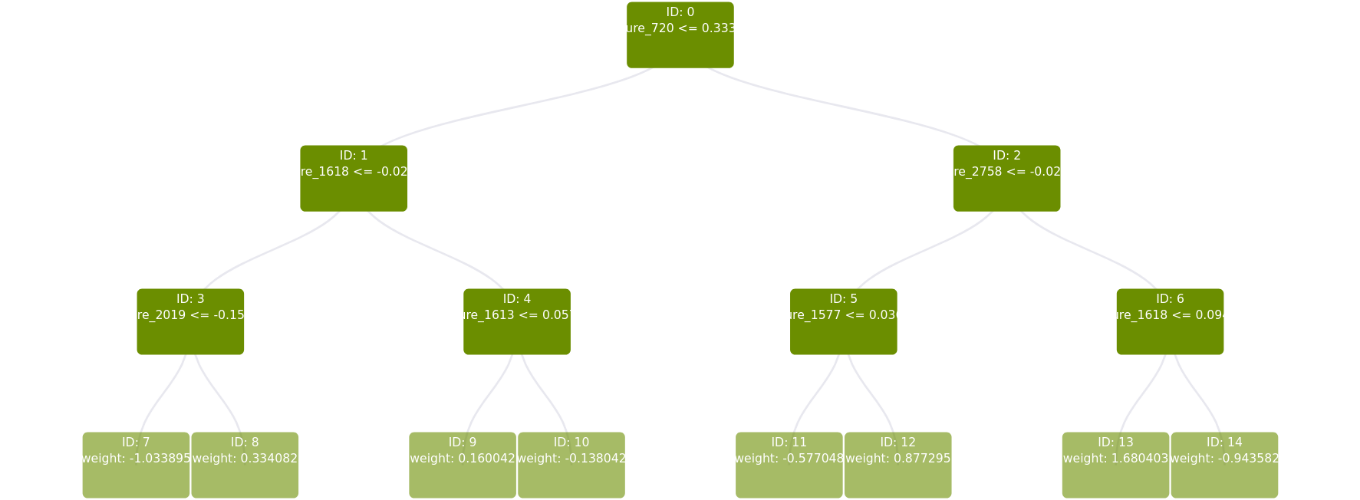 ID: 0
ure_720 <= 0.333
ID: 1
re_1618 <= -0.02
ID: 2
re_2758 <= -0.02
ID: 3
re_2019 <= -0.15
ID: 4
ure_1613 <= 0.05
ID: 5
ure_1577 <= 0.03
ID: 6
ure_1618 <= 0.09
ID: 7
weight: -1.033895
ID: 8
weight: 0.334082
ID: 9
weight: 0.160042
ID: 10
weight: -0.138042
ID: 11
weight: -0.577048
ID: 12
weight: 0.877295
ID: 13
weight: 1.680403
ID: 14
weight: -0.943582